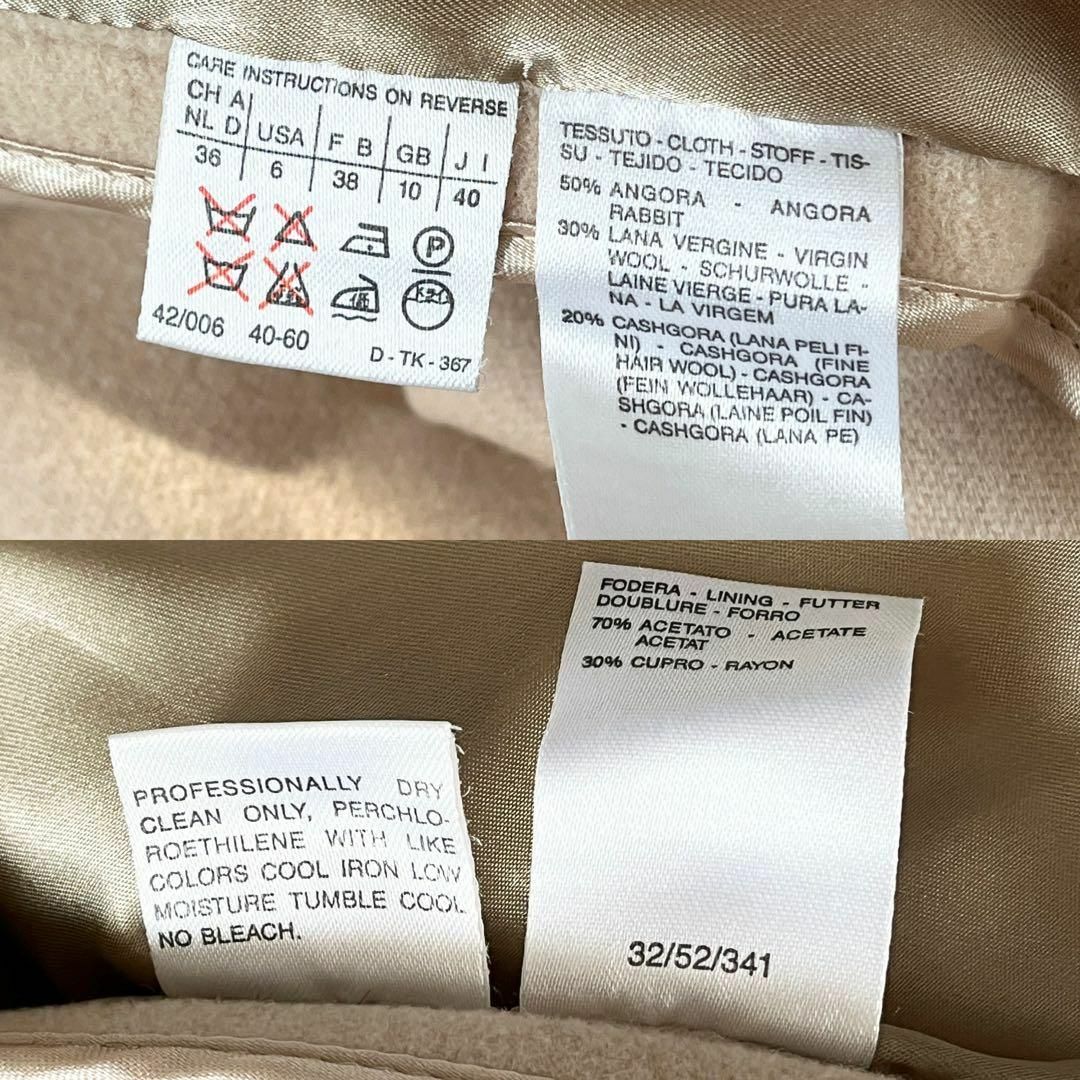 CARE INSTRUCTIONS ON REVERSE
CH A
NL D USA F B GB J I
36 6 38 10 40
P
低
ドライ
42/006 40-60 D - TK - 367
TESSUTO - CLOTH - STOFF - TIS-
SU - TEJIDO - TECIDO
50% ANGORA - ANGORA
RABBIT
30% LANA VERGINE - VIRGIN
WOOL - SCHURWOLLE -
LAINE VIERGE - PURA LA-
NA - LA VIRGEM
20% CASHGORA (LANA PELI FI-
NI) - CASHGORA (FINE
HAIR WOOL) - CASHGORA
(FEIN WOLLEHAAR) - CA-
SHGORA (LAINE POIL FIN)
- CASHGORA (LANA PE)
FODERA - LINING - FUTTER
DOUBLURE - FORRO
70% ACETATO - ACETATE
ACETAT
30% CUPRO - RAYON
32/52/341
PROFESSIONALLY DRY
CLEAN ONLY, PERCHLO-
ROETHILENE WITH LIKE
COLORS COOL IRON LOW
MOISTURE TUMBLE COOL
NO BLEACH.